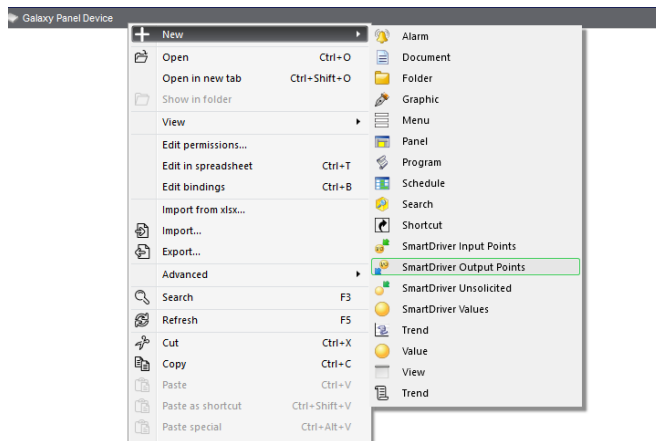 Galaxy Panel Device
New
Open Ctrl+O
Open in new tab Ctrl+Shift+O
Show in folder
View
Edit permissions...
Edit in spreadsheet Ctrl+T
Edit bindings Ctrl+B
Import from xlsx...
Import...
Export...
Advanced
Search F3
Refresh F5
Cut Ctrl+X
Copy Ctrl+C
Paste Ctrl+V
Paste as shortcut Ctrl+Shift+V
Paste special Ctrl+Alt+V
Alarm
Document
Folder
Graphic
Menu
Panel
Program
Schedule
Search
Shortcut
SmartDriver Input Points
SmartDriver Output Points
SmartDriver Unsolicited
SmartDriver Values
Trend
Value
View
Trend